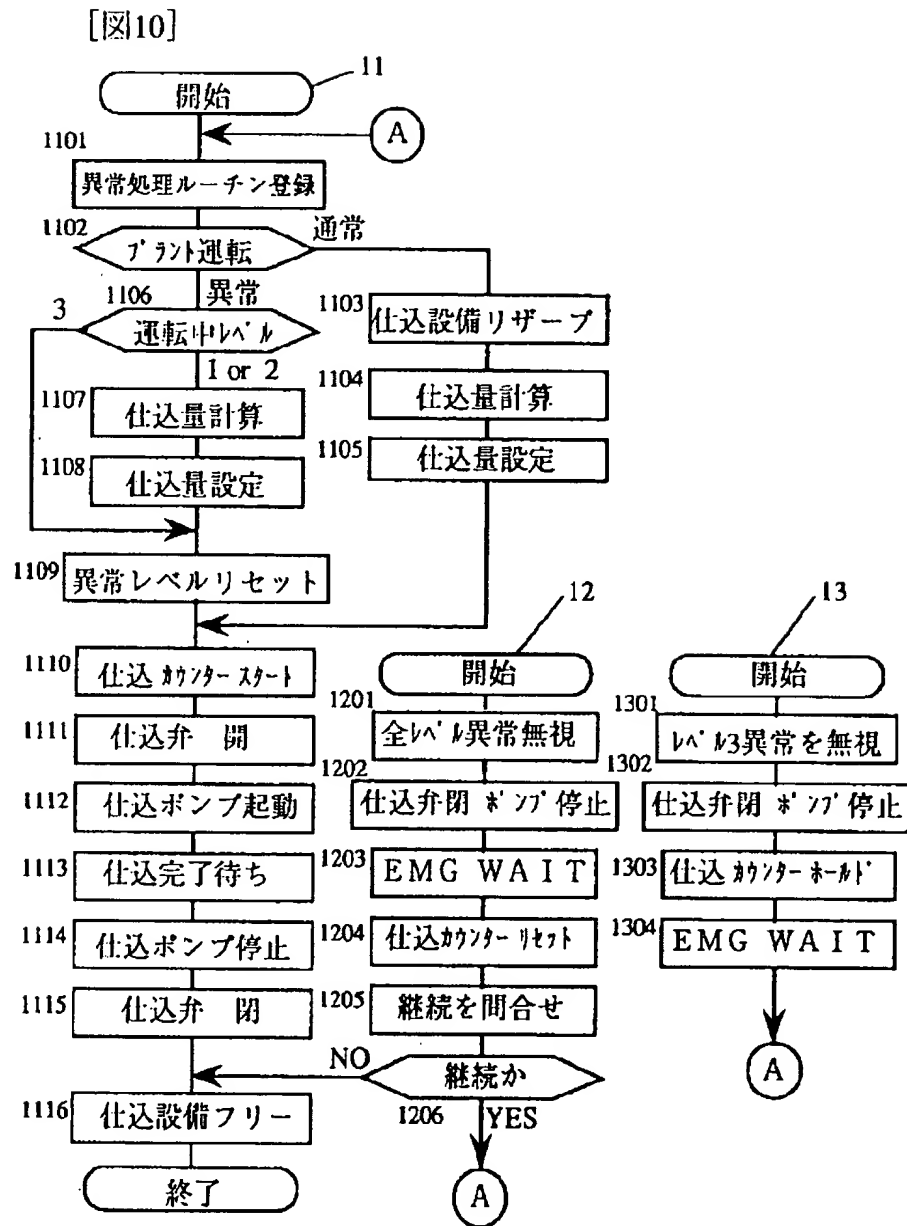 [図10]
11
開始
A
1101
異常処理ルーチン登録
1102
プラント運転
通常
異常
1106
3
運転中レベル
1 or 2
1103
仕込設備リザーブ
1104
仕込量計算
1105
仕込量設定
1107
仕込量計算
1108
仕込量設定
1109
異常レベルリセット
1110
仕込 カウンター スタート
1111
仕込弁 開
1112
仕込ポンプ起動
1113
仕込完了待ち
1114
仕込ポンプ停止
1115
仕込弁 閉
1116
仕込設備フリー
終了
12
開始
1201
全レベル異常無視
1202
仕込弁閉 ポンプ停止
1203
EMG WAIT
1204
仕込カウンター リセット
1205
継続を問合せ
NO
継続か
1206
YES
A
13
開始
1301
レベル3異常を無視
1302
仕込弁閉 ポンプ停止
1303
仕込 カウンター ホールド
1304
EMG WAIT
A